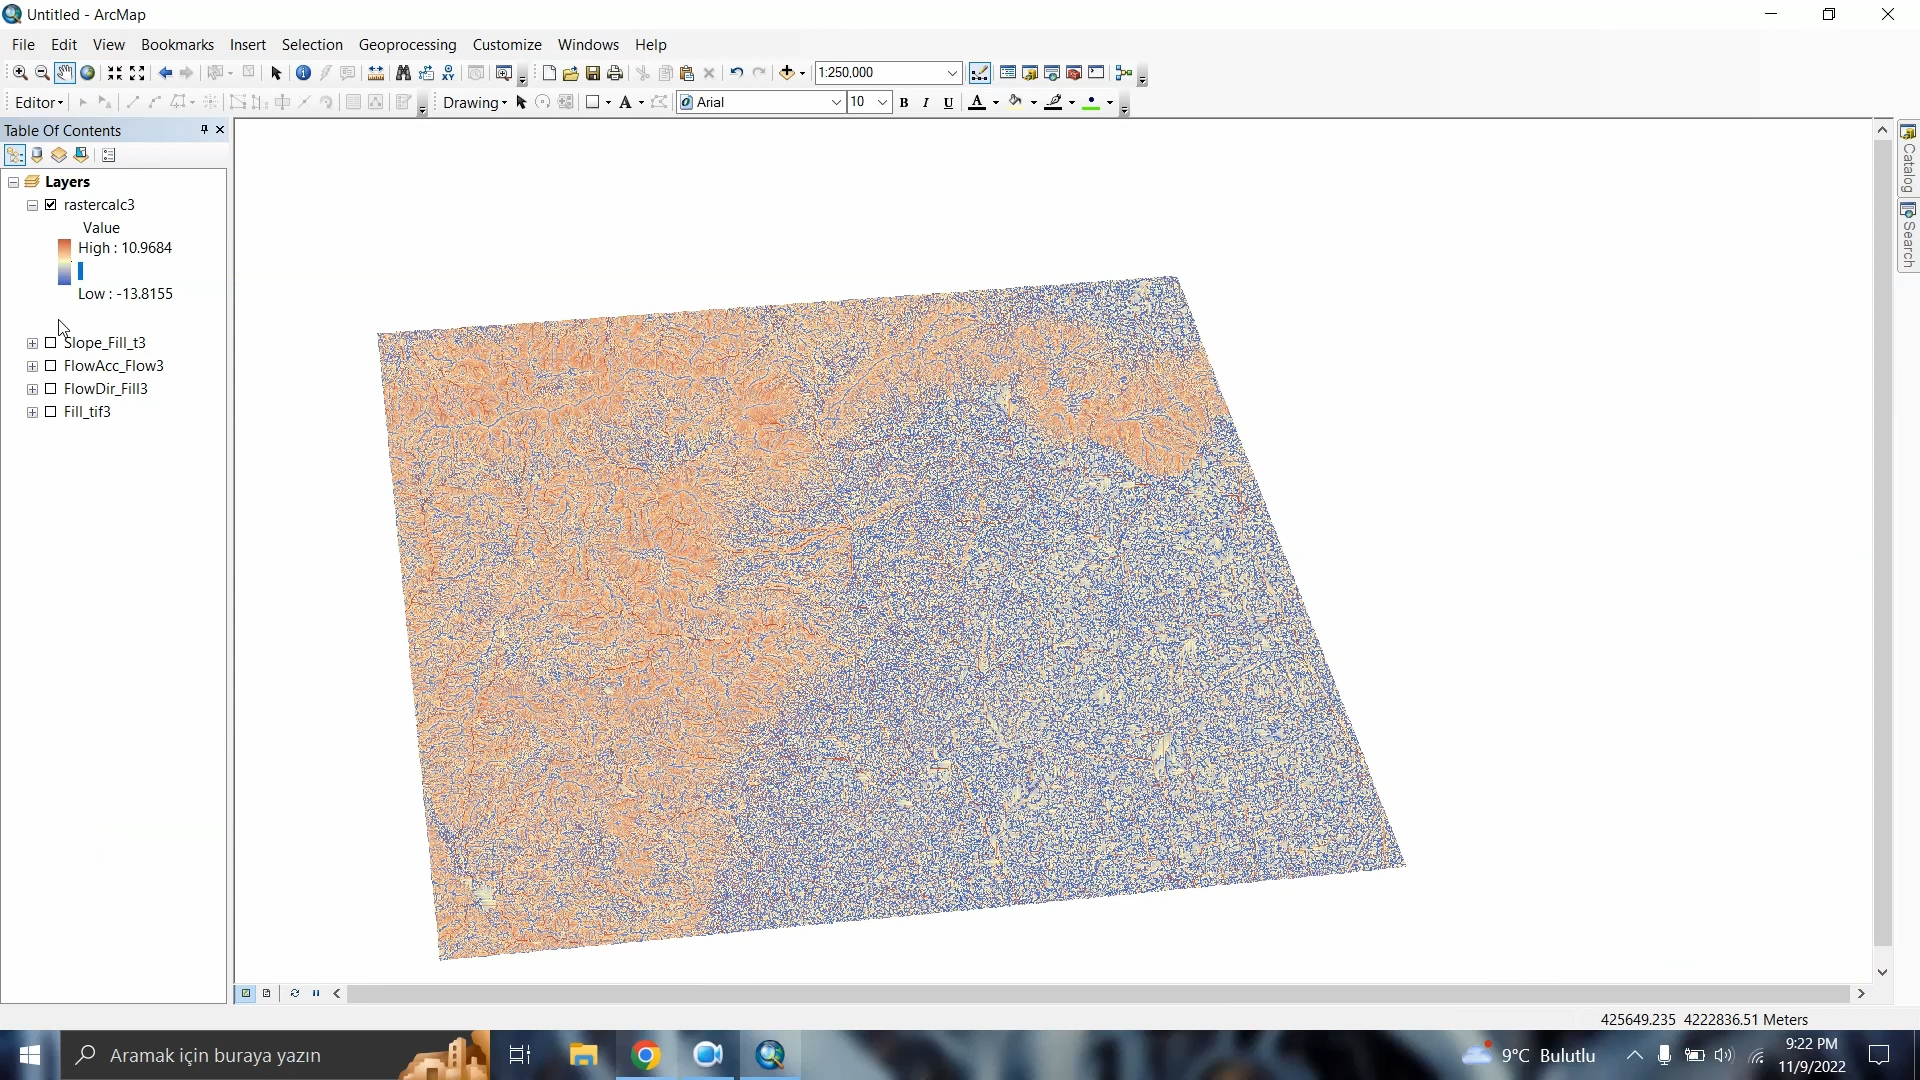 Untitled - ArcMap
File Edit View Bookmarks Insert Selection Geoprocessing Customize Windows Help
1:250,000
Editor Drawing A Arial 10 B I U A
Table Of Contents
Layers
rastercalc3
Value
High : 10.9684
Low : -13.8155
Slope_Fill_t3
FlowAcc_Flow3
FlowDir_Fill3
Fill_tif3
Catalog
Search
425649.235 4222836.51 Meters
Aramak için buraya yazın
9°C Bulutlu
9:22 PM
11/9/2022